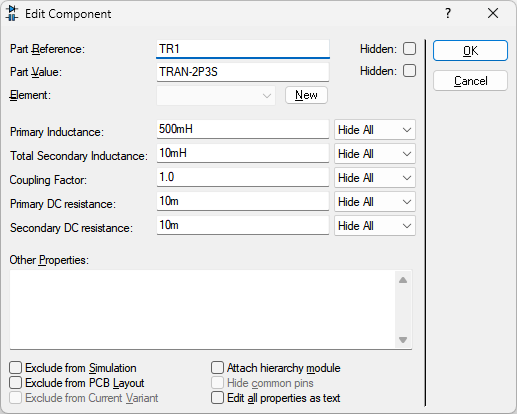 Edit Component
?
Part Reference: TR1 Hidden:
Part Value: TRAN-2P3S Hidden:
Element: New
Primary Inductance: 500mH Hide All
Total Secondary Inductance: 10mH Hide All
Coupling Factor: 1.0 Hide All
Primary DC resistance: 10m Hide All
Secondary DC resistance: 10m Hide All
Other Properties:
Exclude from Simulation Attach hierarchy module
Exclude from PCB Layout Hide common pins
Exclude from Current Variant Edit all properties as text
OK
Cancel